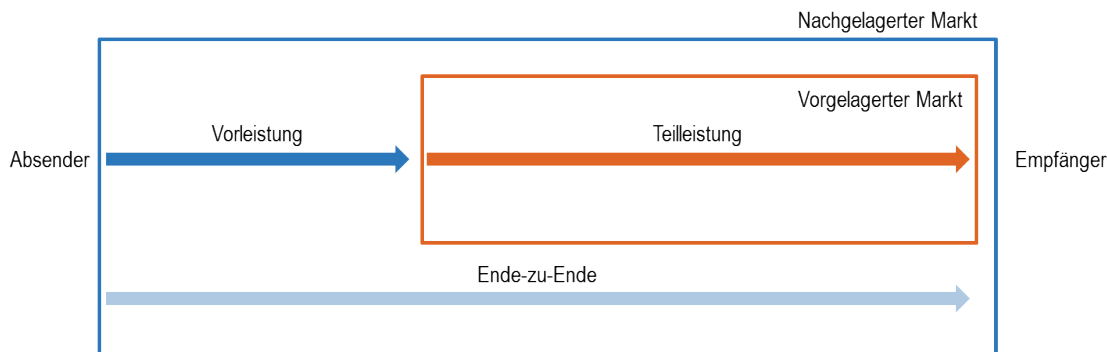 Nachgelagerter Markt
Vorgelagerter Markt
Vorleistung
Teilleistung
Absender
Empfänger
Ende-zu-Ende